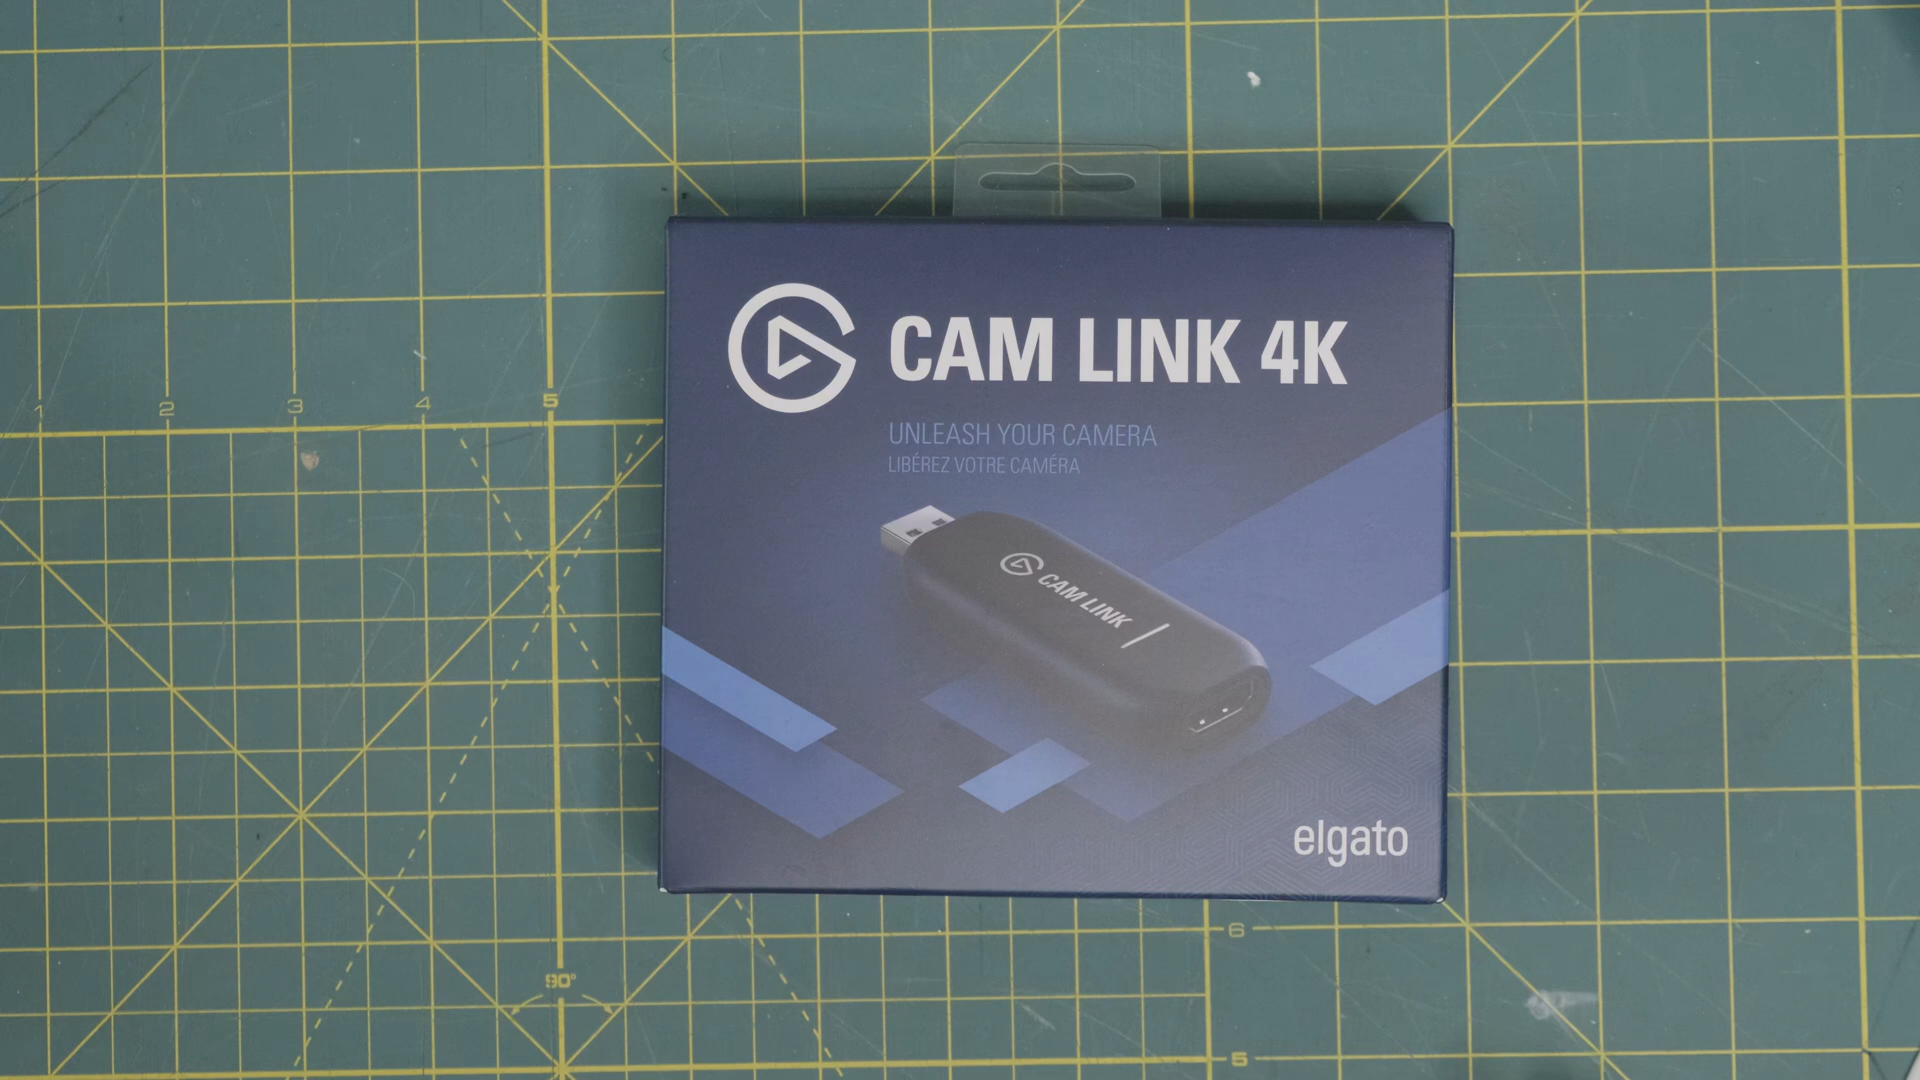 CAM LINK 4K
UNLEASH YOUR CAMERA
LIBÉREZ VOTRE CAMÉRA
CAM LINK
elgato
1 2 3 4 5
6
90°
5